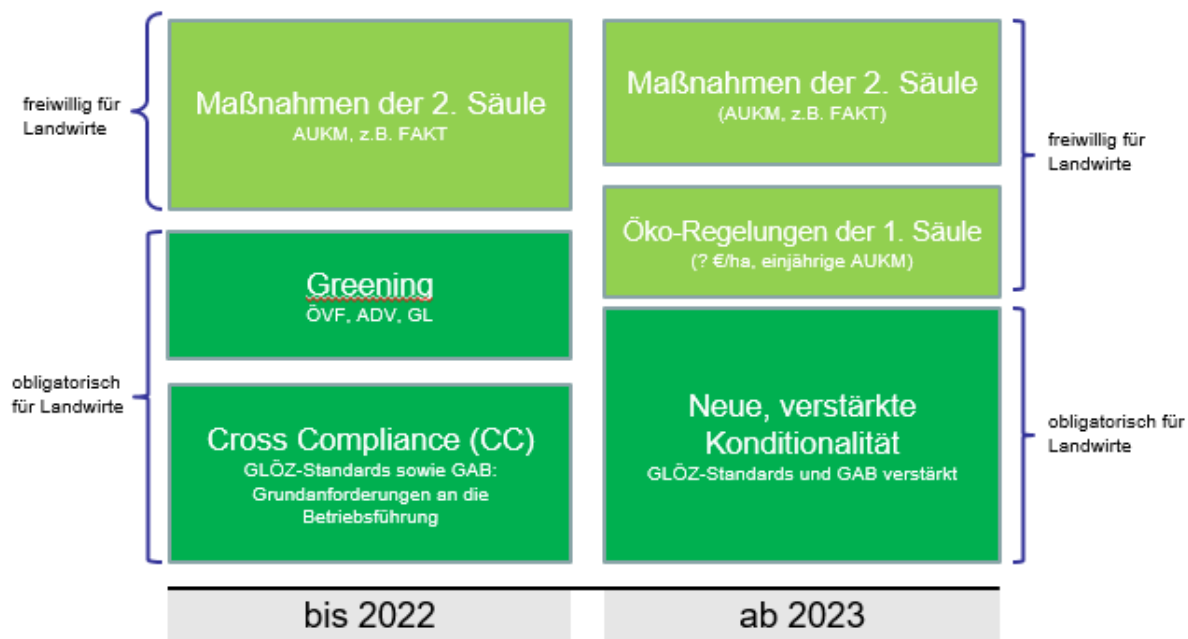 freiwillig für
Landwirte
Maßnahmen der 2. Säule
AUKM, z.B. FAKT
Greening
ÖVF, ADV, GL
obligatorisch
für Landwirte
Cross Compliance (CC)
GLÖZ-Standards sowie GAB:
Grundanforderungen an die
Betriebsführung
bis 2022
Maßnahmen der 2. Säule
(AUKM, z.B. FAKT)
freiwillig für
Landwirte
Öko-Regelungen der 1. Säule
(? €/ha, einjährige AUKM)
Neue, verstärkte
Konditionalität
GLÖZ-Standards und GAB verstärkt
obligatorisch für
Landwirte
ab 2023